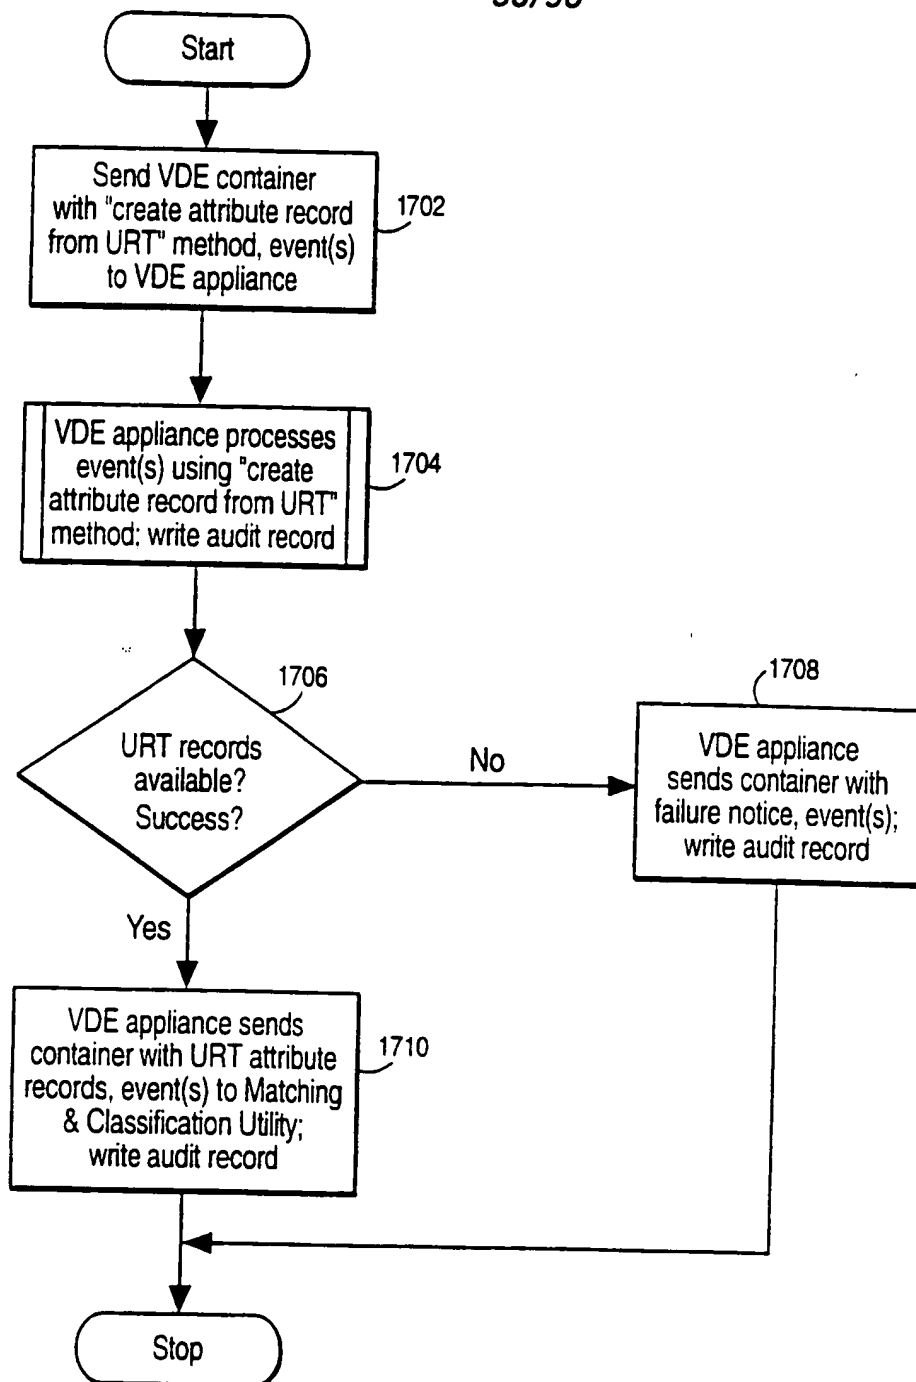 Start
Send VDE container
with "create attribute record
from URT" method, event(s)
to VDE appliance
1702
VDE appliance processes
event(s) using "create
attribute record from URT"
method; write audit record
1704
1706
URT records
available?
Success?
No
1708
VDE appliance
sends container with
failure notice, event(s);
write audit record
Yes
VDE appliance sends
container with URT attribute
records, event(s) to Matching
& Classification Utility;
write audit record
1710
Stop